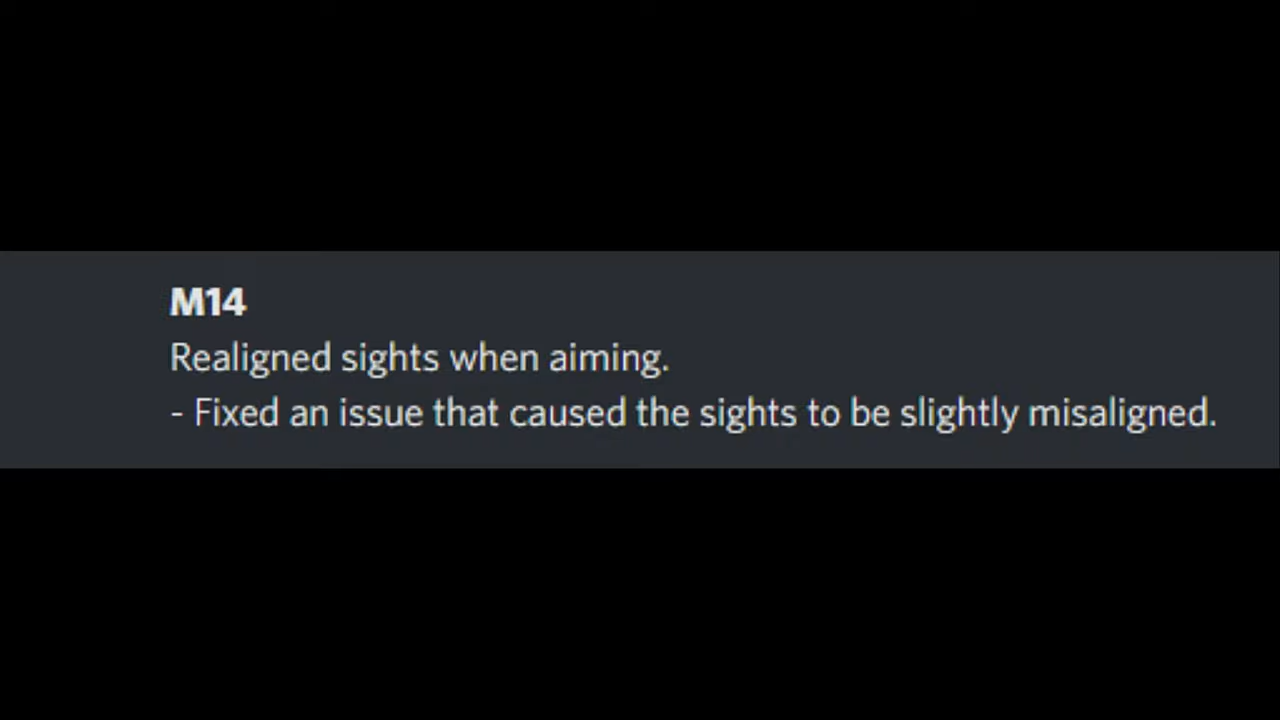 M14
Realigned sights when aiming.
- Fixed an issue that caused the sights to be slightly misaligned.